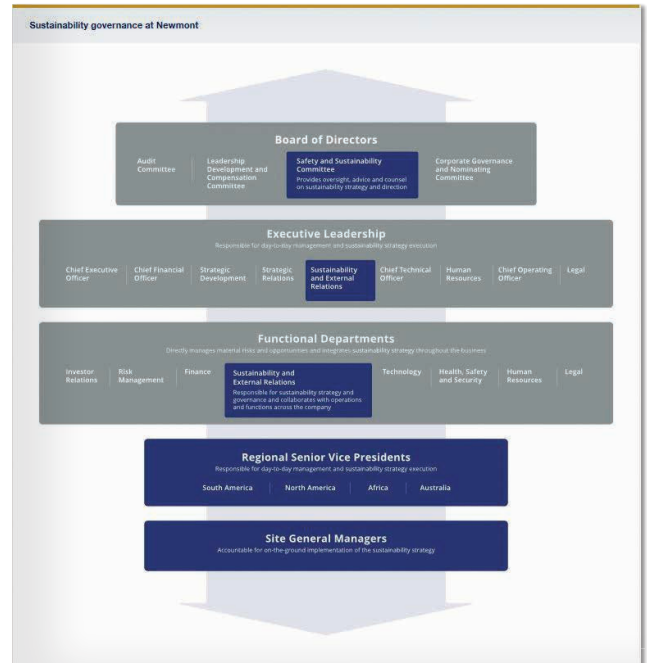 Sustainability governance at Newmont
Board of Directors
Audit
Committee
Leadership
Development and
Compensation
Committee
Safety and Sustainability
Committee
Provides oversight, advice and counsel
on sustainability strategy and direction
Corporate Governance
and Nominating
Committee
Executive Leadership
Responsible for day-to-day management and sustainability strategy execution
Chief Executive
Officer
Chief Financial
Officer
Strategic
Development
Strategic
Relations
Sustainability
and External
Relations
Chief Technical
Officer
Human
Resources
Chief Operating
Officer
Legal
Functional Departments
Directly manages material risks and opportunities and integrates sustainability strategy throughout the business
Investor
Relations
Risk
Management
Finance
Sustainability and
External Relations
Responsible for sustainability strategy and
governance and collaborates with operations
and functions across the company
Technology
Health, Safety
and Security
Human
Resources
Legal
Regional Senior Vice Presidents
Responsible for day-to-day management and sustainability strategy execution
South America
North America
Africa
Australia
Site General Managers
Accountable for on-the-ground implementation of the sustainability strategy